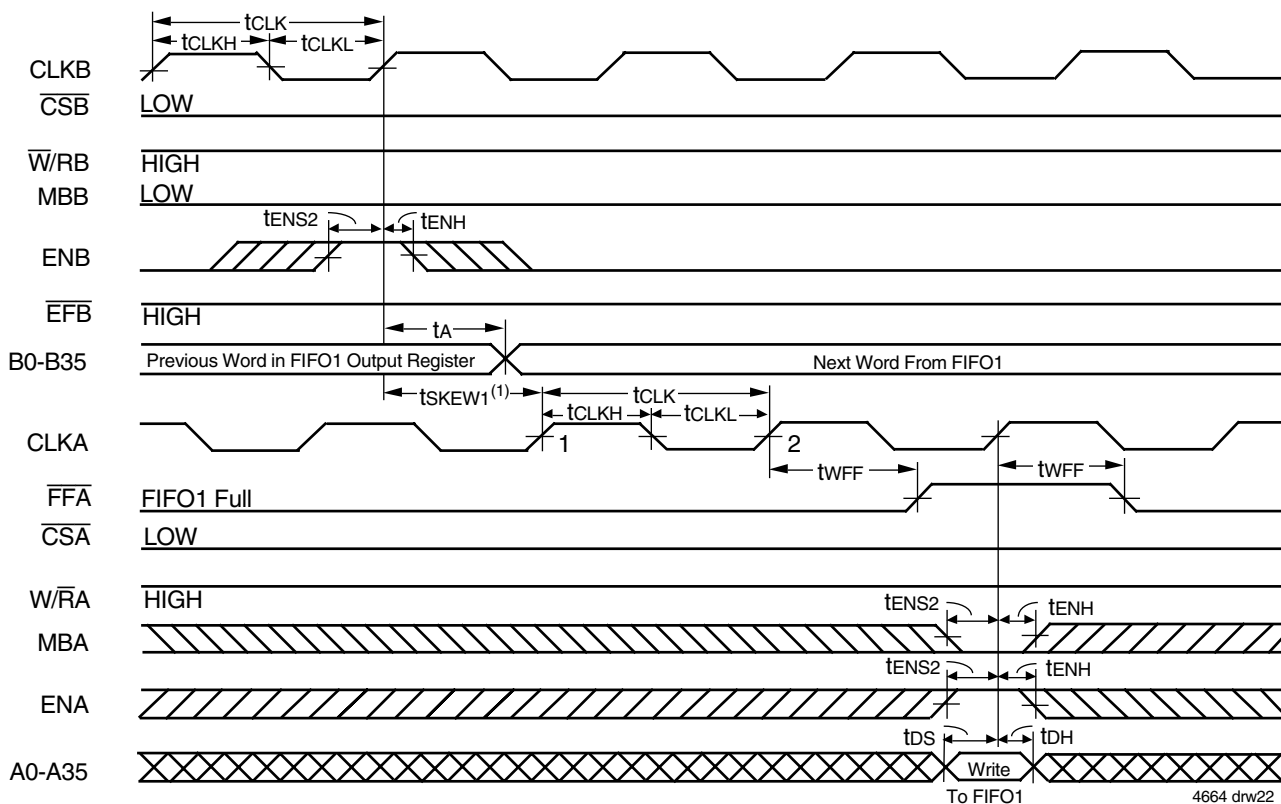 tCLK
tCLKH tCLKL
CLKB
CSB LOW
W/RB HIGH
MBB LOW
tENS2 tENH
ENB
EFB HIGH
tA
B0-B35 Previous Word in FIFO1 Output Register Next Word From FIFO1
tSKEW1(1) tCLK
tCLKH tCLKL
CLKA 1 2
tWFF tWFF
FFA FIFO1 Full
CSA LOW
W/RA HIGH
tENS2 tENH
MBA
tENS2 tENH
ENA
tDS tDH
A0-A35 Write
To FIFO1 4664 drw22